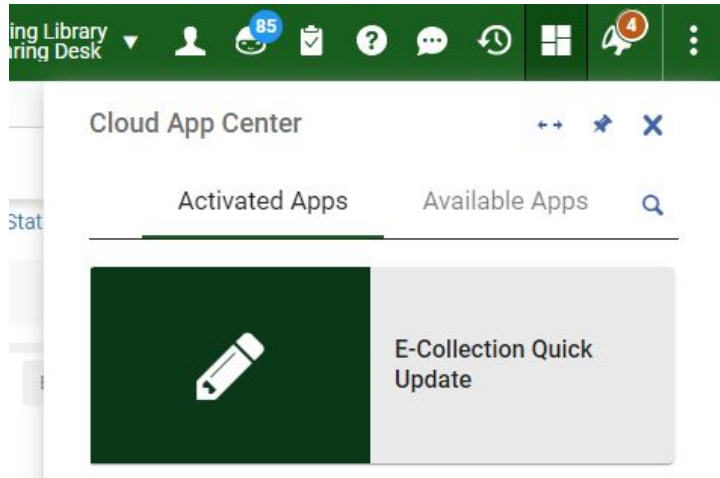 ing Library
aring Desk
85
?
4
Cloud App Center
Activated Apps
Available Apps
Stat
E-Collection Quick
Update